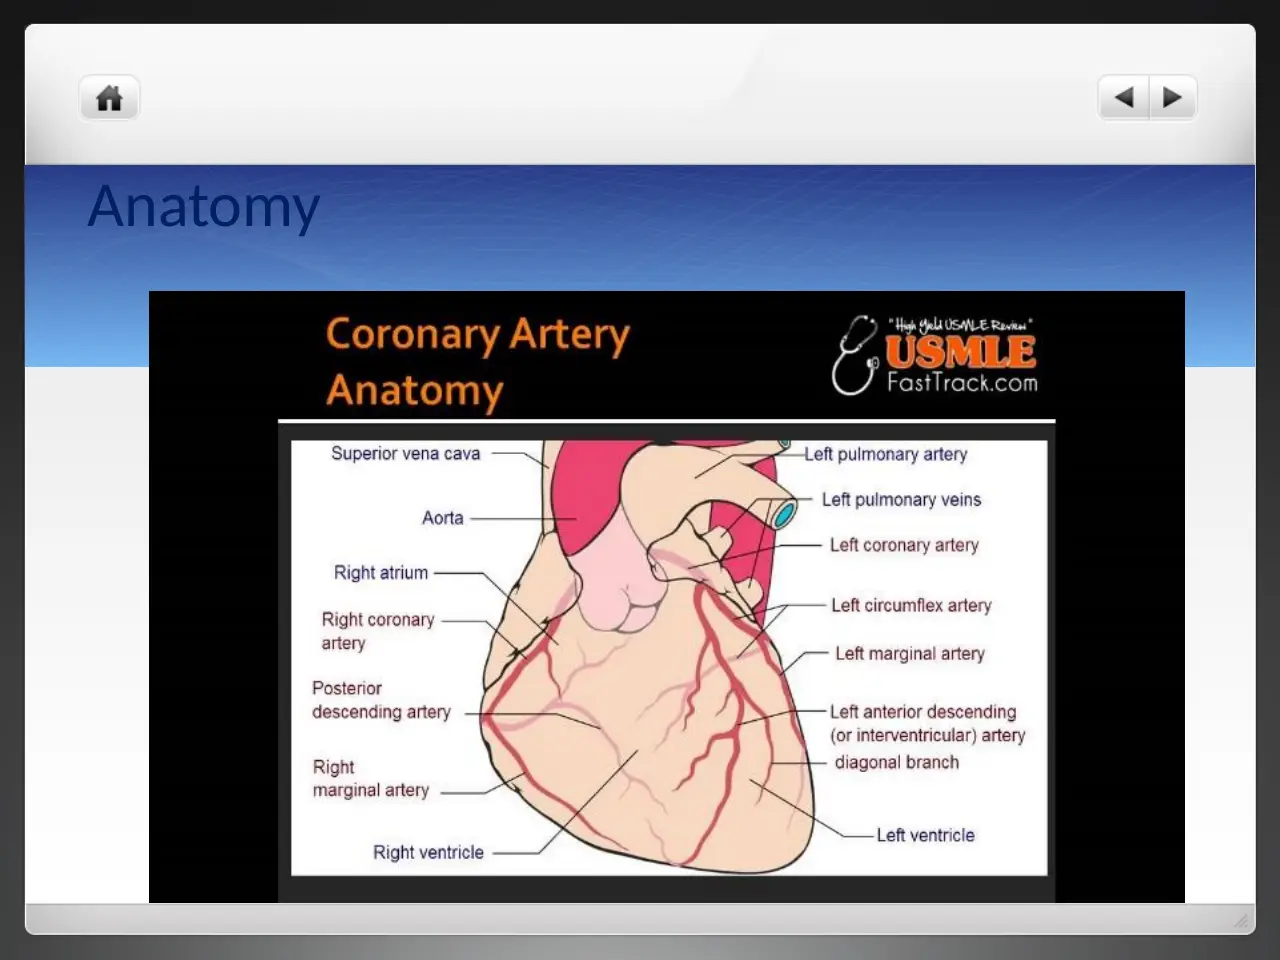 Anatomy
Coronary Artery
Anatomy
"High Yield USMLE Review"
USMLE
FastTrack.com
Superior vena cava
Left pulmonary artery
Left pulmonary veins
Aorta
Left coronary artery
Right atrium
Left circumflex artery
Right coronary
artery
Left marginal artery
Posterior
descending artery
Left anterior descending
(or interventricular) artery
diagonal branch
Right
marginal artery
Left ventricle
Right ventricle